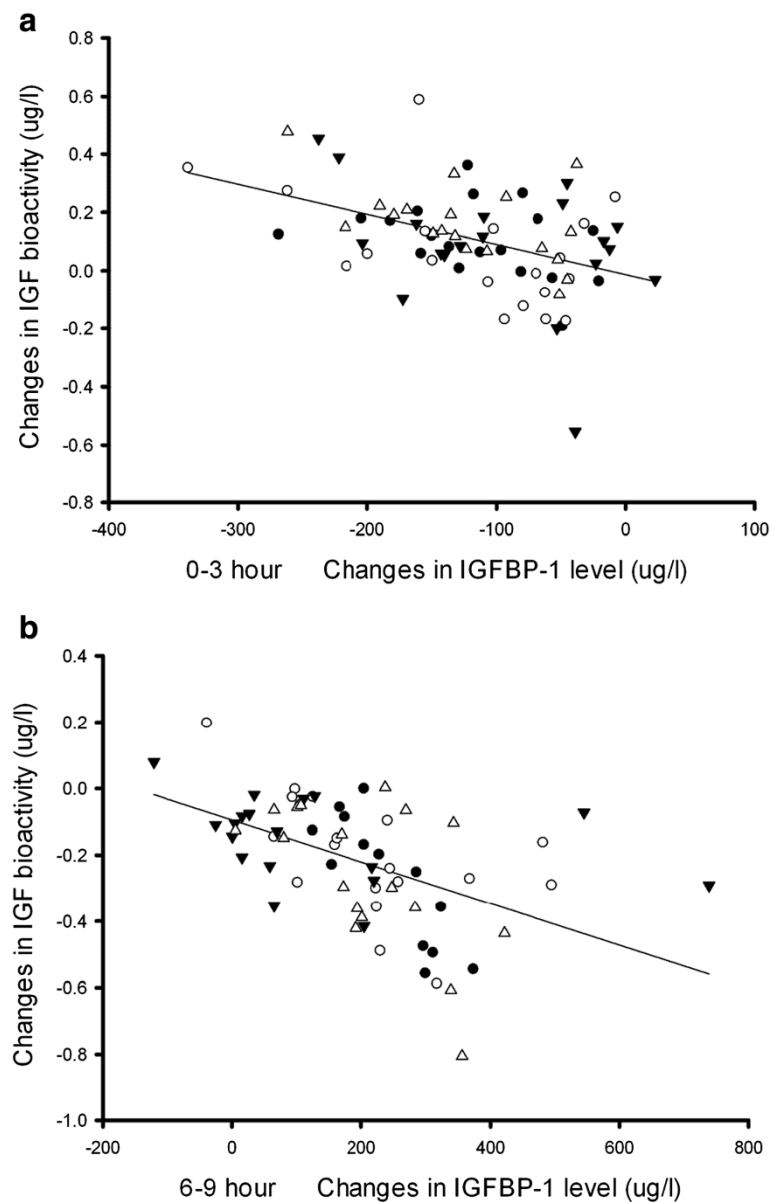 a
Changes in IGF bioactivity (ug/l)
0.8
0.6
0.4
0.2
0.0
-0.2
-0.4
-0.6
-0.8
-400 -300 -200 -100 0 100
0-3 hour Changes in IGFBP-1 level (ug/l)
b
Changes in IGF bioactivity (ug/l)
0.4
0.2
0.0
-0.2
-0.4
-0.6
-0.8
-1.0
-200 0 200 400 600 800
6-9 hour Changes in IGFBP-1 level (ug/l)